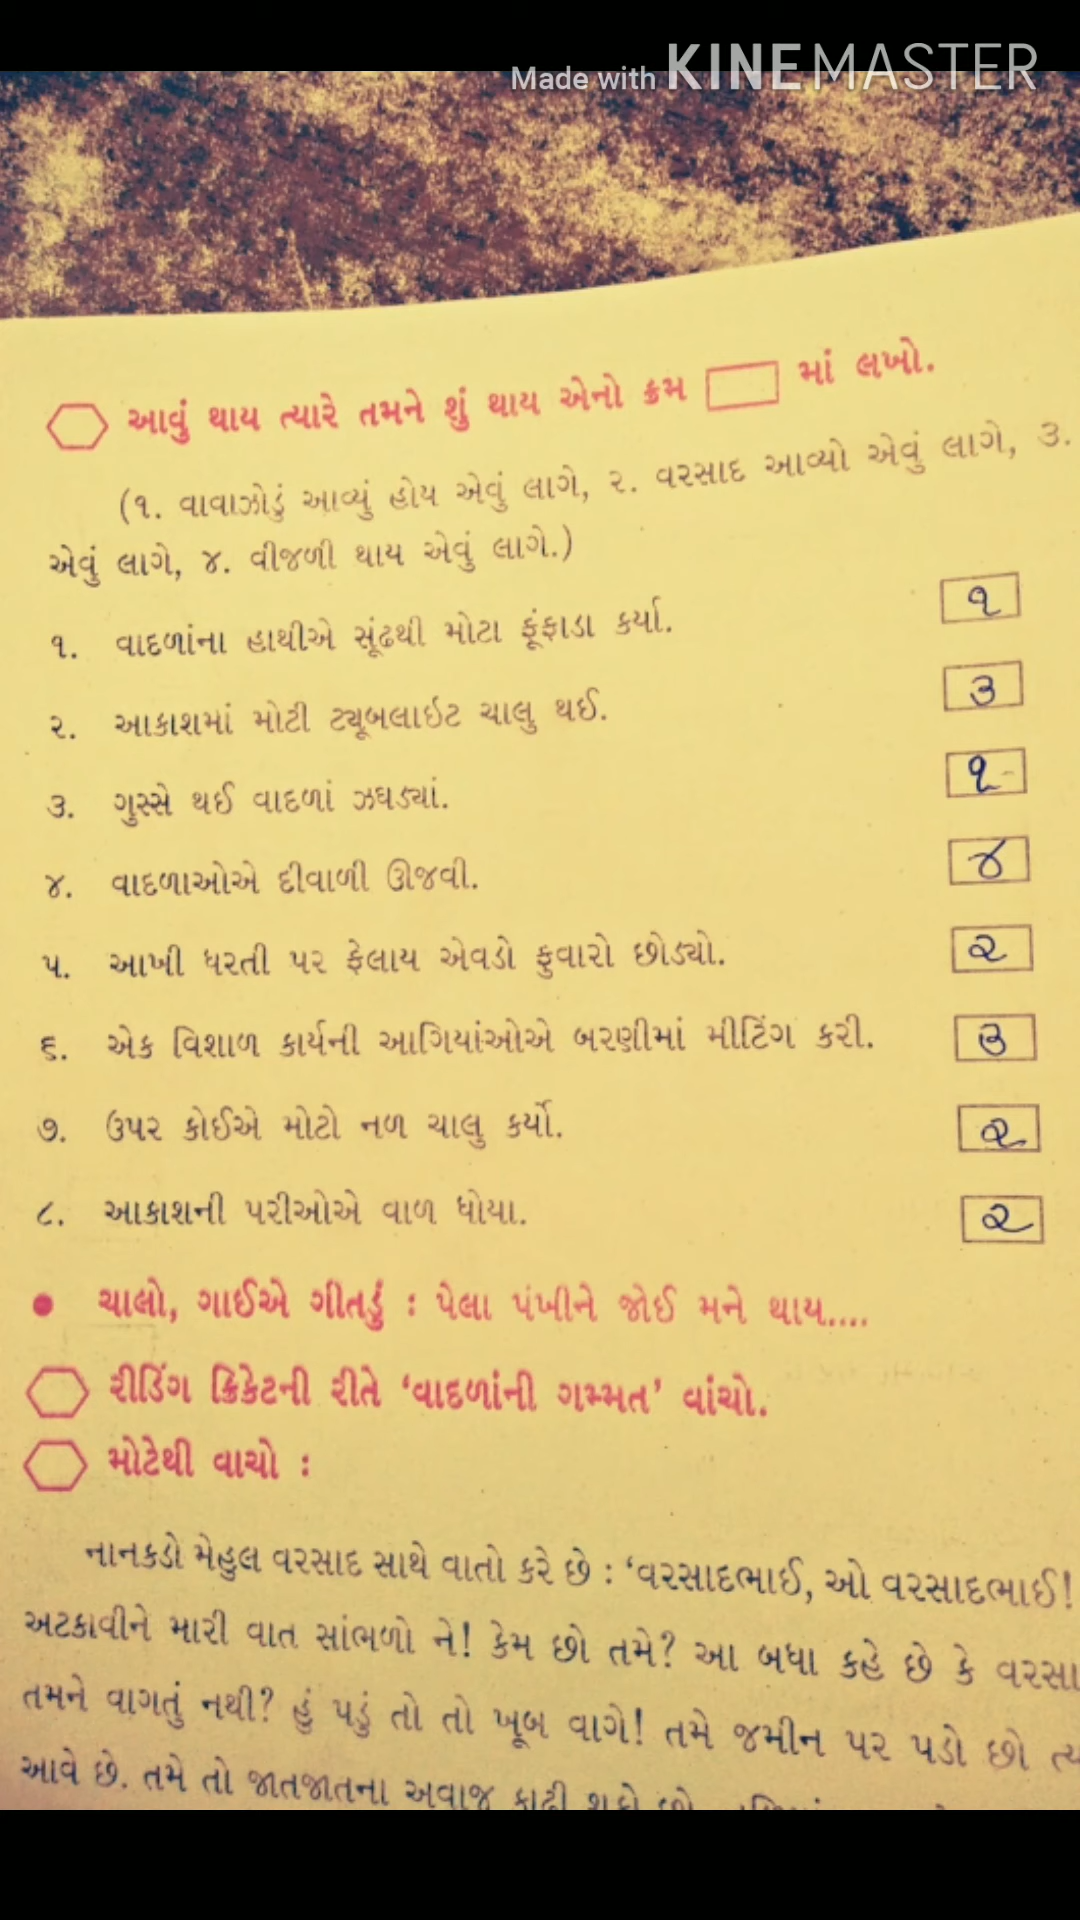 Made with KINEMASTER
આવું થાય ત્યારે તમને શું થાય એનો ક્રમ માં લખો.
(૧. વાવાઝોડું આવ્યું હોય એવું લાગે, ૨. વરસાદ આવ્યો એવું લાગે, ૩.
એવું લાગે, ૪. વીજળી થાય એવું લાગે.)
૧. વાદળાંના હાથીએ સૂંઢથી મોટા ફૂંફાડા કર્યા. ૧
૨. આકાશમાં મોટી ટ્યૂબલાઇટ ચાલુ થઈ. ૩
૩. ગુસ્સે થઈ વાદળાં ઝઘડ્યાં. ૧
૪. વાદળાઓએ દીવાળી ઊજવી. ૪
૫. આખી ધરતી પર ફેલાય એવડો ફુવારો છોડ્યો. ૨
૬. એક વિશાળ કાર્યની આગિયાંઓએ બરણીમાં મીટિંગ કરી. ૩
૭. ઉપર કોઈએ મોટો નળ ચાલુ કર્યો. ૨
૮. આકાશની પરીઓએ વાળ ધોયા. ૨
• ચાલો, ગાઈએ ગીતડું : પેલા પંખીને જોઈ મને થાય....
રીડિંગ ક્રિકેટની રીતે ‘વાદળાંની ગમ્મત’ વાંચો.
મોટેથી વાચો :
નાનકડો મેહુલ વરસાદ સાથે વાતો કરે છે : ‘વરસાદભાઈ, ઓ વરસાદભાઈ!
અટકાવીને મારી વાત સાંભળો ને! કેમ છો તમે? આ બધા કહે છે કે
તમને વાગતું નથી? હું પડું તો તો ખૂબ વાગે! તમે જમીન પર પડો છો
આવે છે. તમે તો જાતજાતના અવાજ કાઢી શકો છો